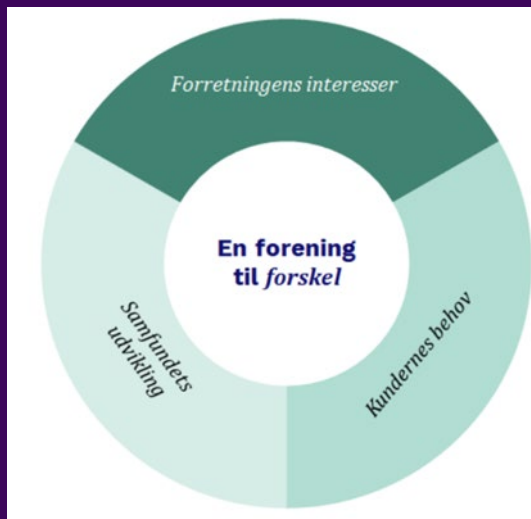 Forretningens interesser
En forening
til forskel
Samfundets
udvikling
Kundernes behov